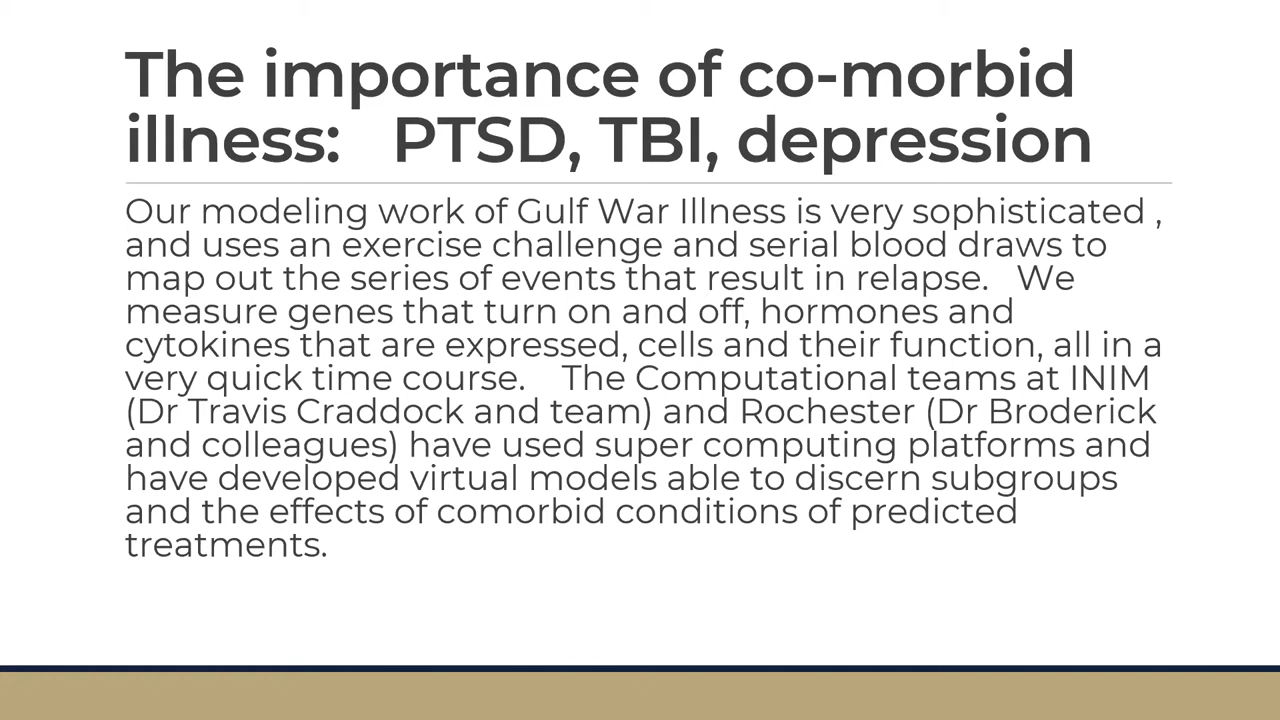 The importance of co-morbid
illness:   PTSD, TBI, depression
Our modeling work of Gulf War Illness is very sophisticated ,
and uses an exercise challenge and serial blood draws to
map out the series of events that result in relapse.   We
measure genes that turn on and off, hormones and
cytokines that are expressed, cells and their function, all in a
very quick time course.    The Computational teams at INIM
(Dr Travis Craddock and team) and Rochester (Dr Broderick
and colleagues) have used super computing platforms and
have developed virtual models able to discern subgroups
and the effects of comorbid conditions of predicted
treatments.